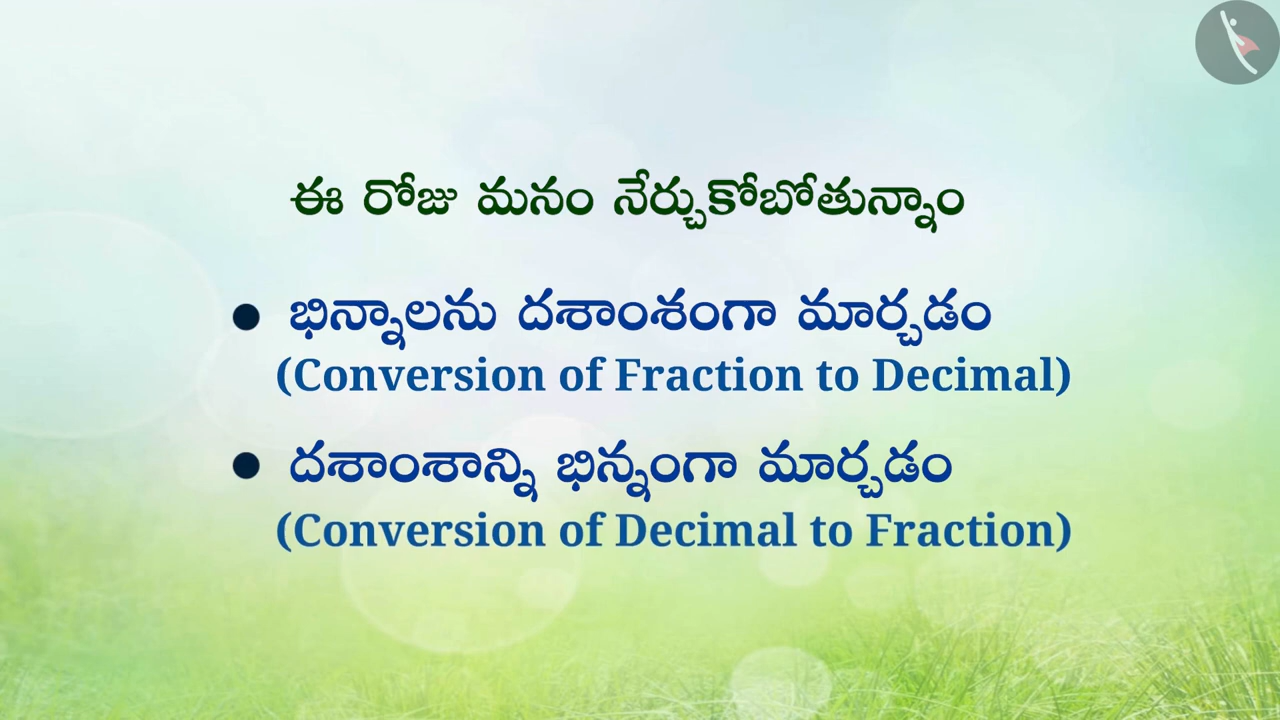 ఈ రోజు మనం నేర్చుకోబోతున్నాం
• భిన్నాలను దశాంశంగా మార్చడం
(Conversion of Fraction to Decimal)
• దశాంశాన్ని భిన్నంగా మార్చడం
(Conversion of Decimal to Fraction)